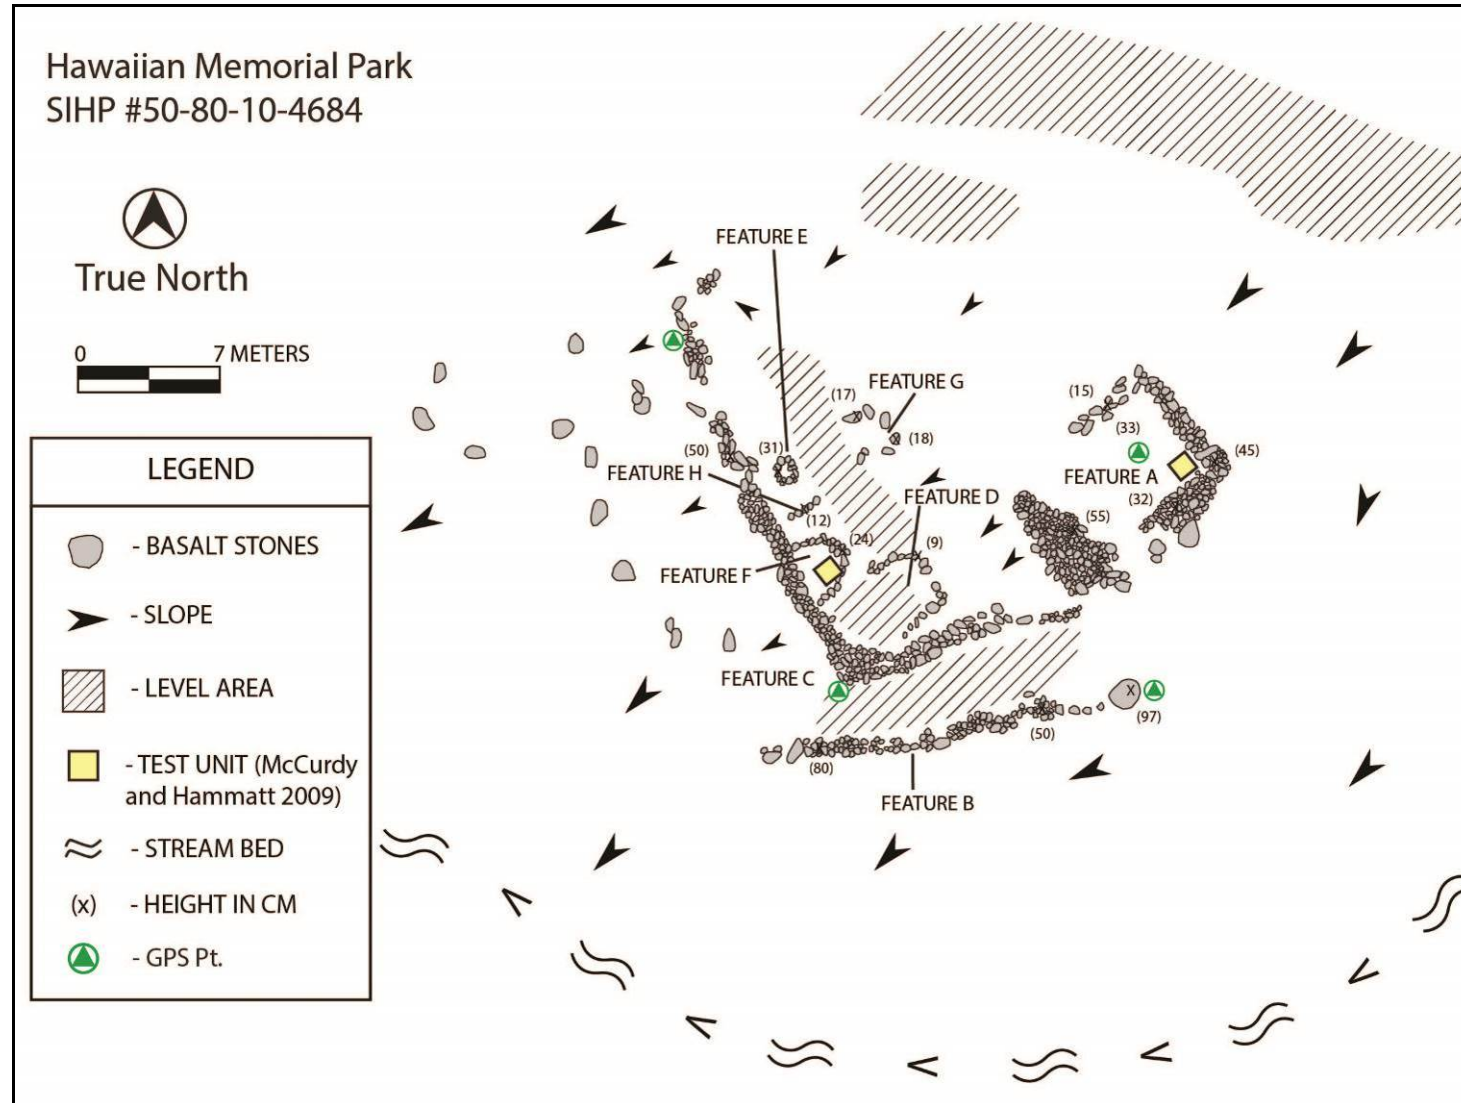 Hawaiian Memorial Park
SIHP #50-80-10-4684
True North
0 7 METERS
LEGEND
- BASALT STONES
- SLOPE
- LEVEL AREA
- TEST UNIT (McCurdy
and Hammatt 2009)
- STREAM BED
(x) - HEIGHT IN CM
- GPS Pt.
FEATURE E
FEATURE G
(17)
(18)
(15)
(33)
(45)
FEATURE A
(32)
(50)
(31)
FEATURE H
(12)
FEATURE D
(55)
(24)
(9)
FEATURE F
FEATURE C
x
(97)
(50)
(80)
FEATURE B